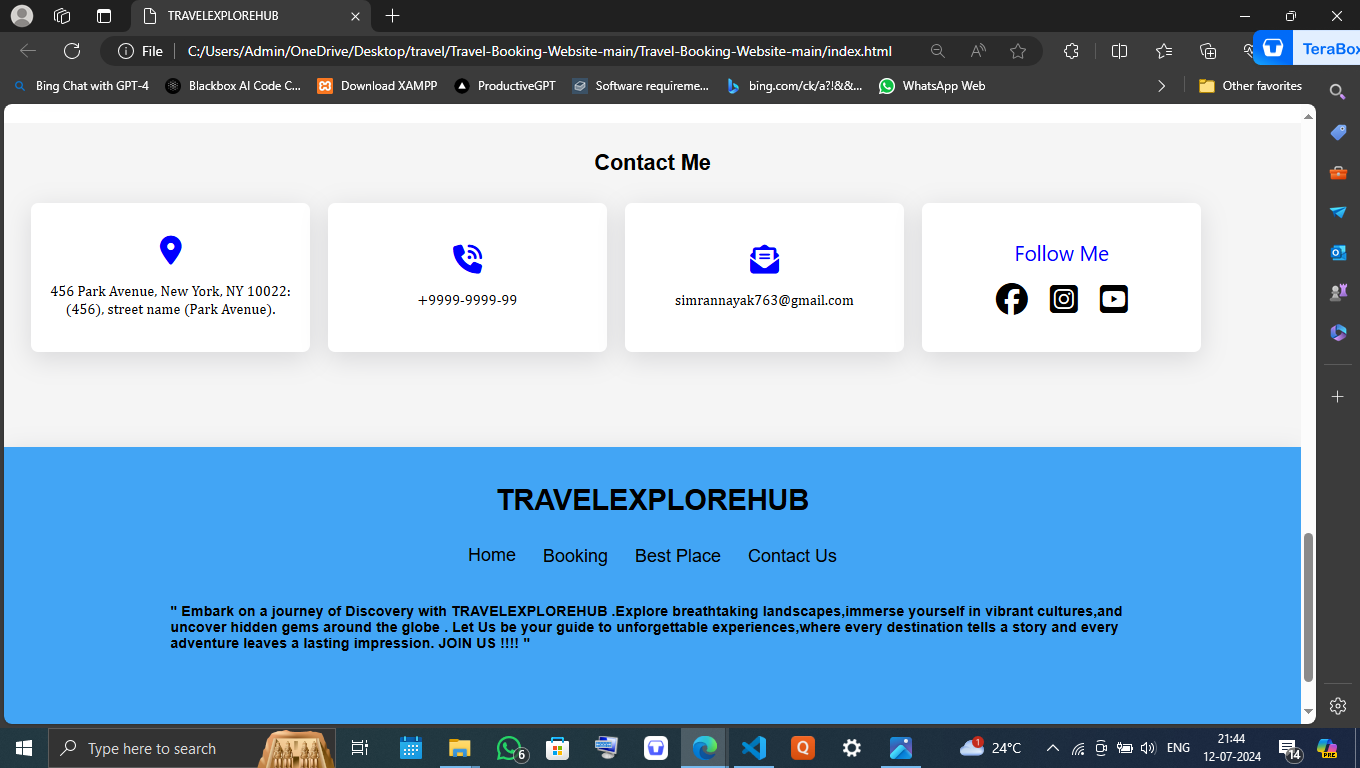 TRAVELEXPLOREHUB
File
C:/Users/Admin/OneDrive/Desktop/travel/Travel-Booking-Website-main/Travel-Booking-Website-main/index.html
TeraBox
Bing Chat with GPT-4 Blackbox AI Code C... Download XAMPP ProductiveGPT Software requireme... bing.com/ck/a?!&&... WhatsApp Web Other favorites
Contact Me
456 Park Avenue, New York, NY 10022:
(456), street name (Park Avenue).
+9999-9999-99
simrannayak763@gmail.com
Follow Me
TRAVELEXPLOREHUB
Home Booking Best Place Contact Us
" Embark on a journey of Discovery with TRAVELEXPLOREHUB .Explore breathtaking landscapes,immerse yourself in vibrant cultures,and
uncover hidden gems around the globe . Let Us be your guide to unforgettable experiences,where every destination tells a story and every
adventure leaves a lasting impression. JOIN US !!!! "
Type here to search
6
Q
1
24°C
ENG
21:44
12-07-2024
14
PRE